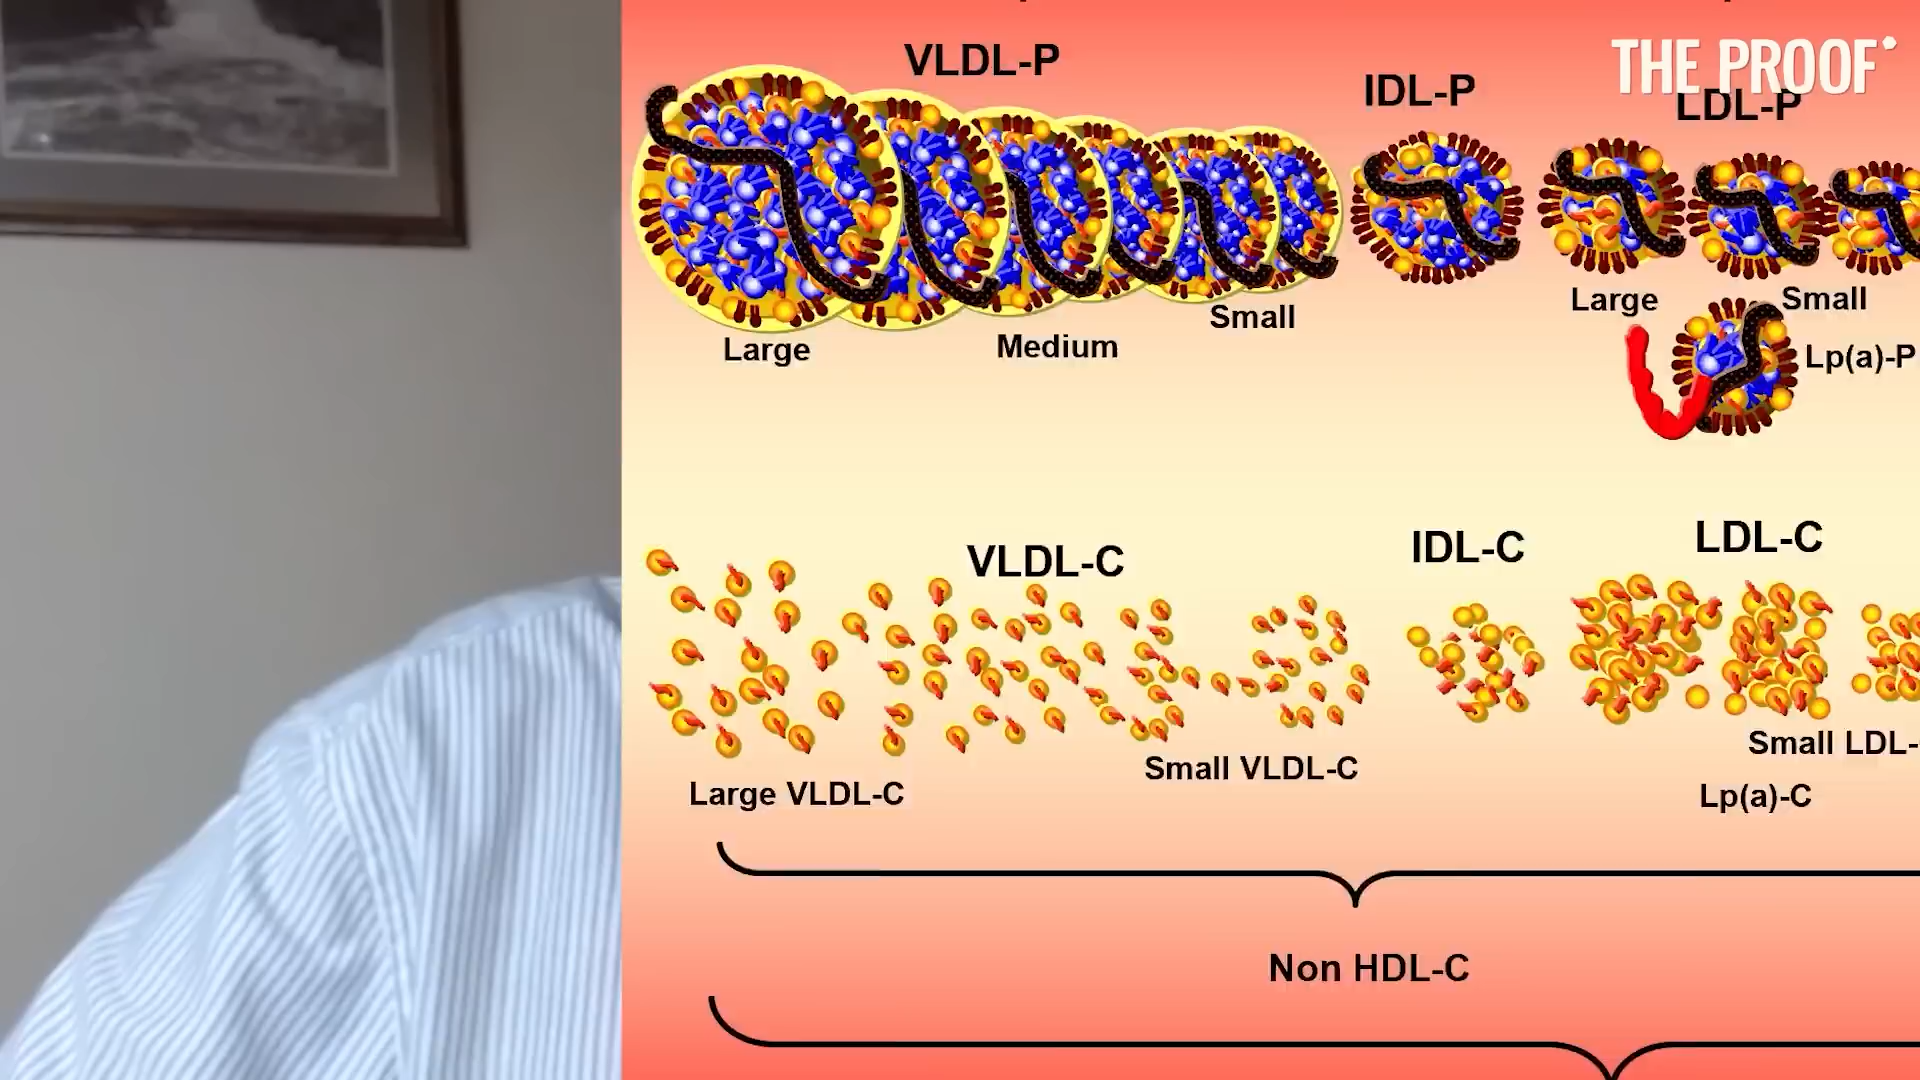 THE PROOF
VLDL-P
IDL-P
LDL-P
Large
Medium
Small
Large
Small
Lp(a)-P
VLDL-C
IDL-C
LDL-C
Large VLDL-C
Small VLDL-C
Small LDL-
Lp(a)-C
Non HDL-C